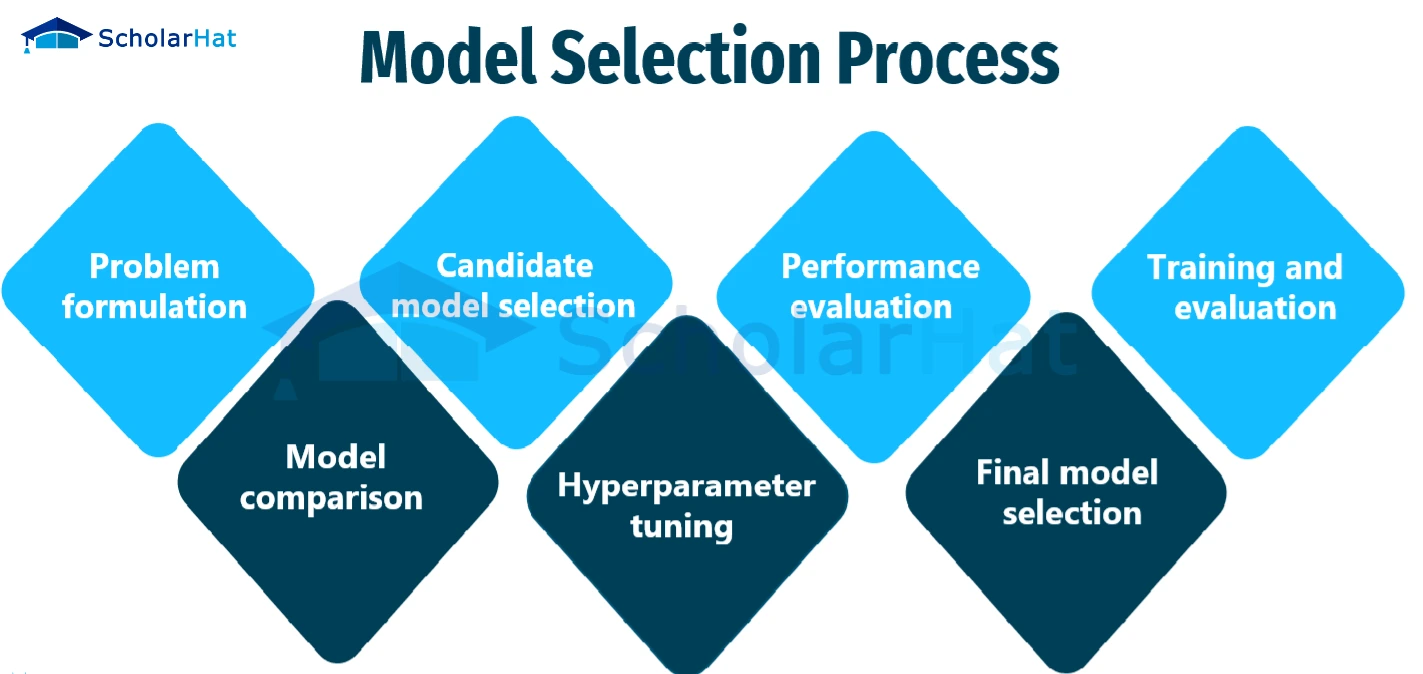 ScholarHat
Model Selection Process
Problem
formulation
Candidate
model selection
Performance
evaluation
Training and
evaluation
ScholarHat
Model
comparison
Hyperparameter
tuning
Final model
selection